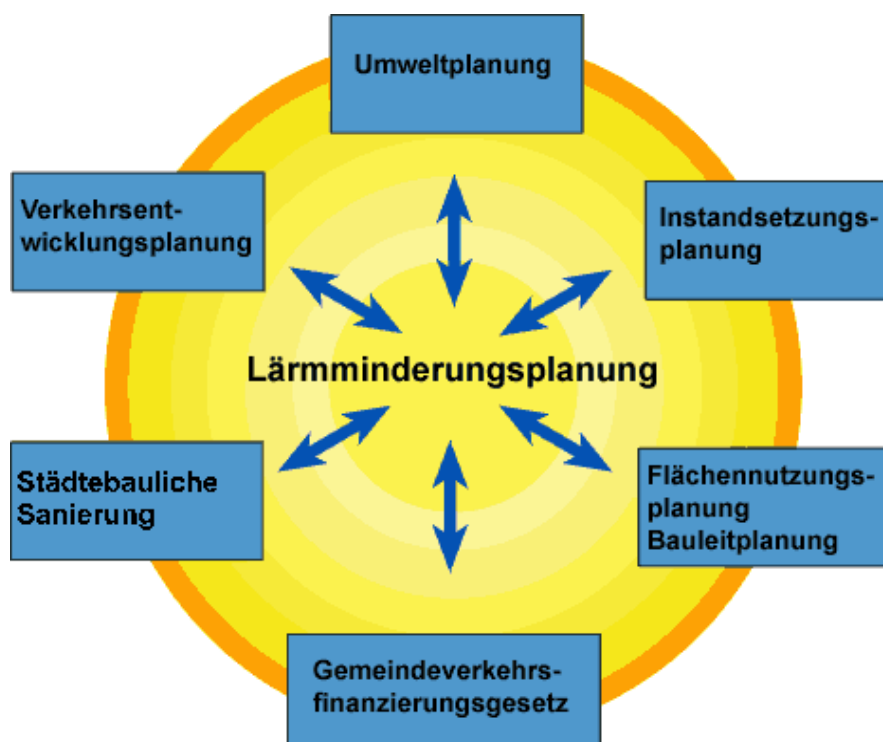 Umweltplanung
Verkehrsent-
wicklungsplanung
Instandsetzungs-
planung
Lärmminderungsplanung
Städtebauliche
Sanierung
Flächennutzungs-
planung
Bauleitplanung
Gemeindeverkehrs-
finanzierungsgesetz